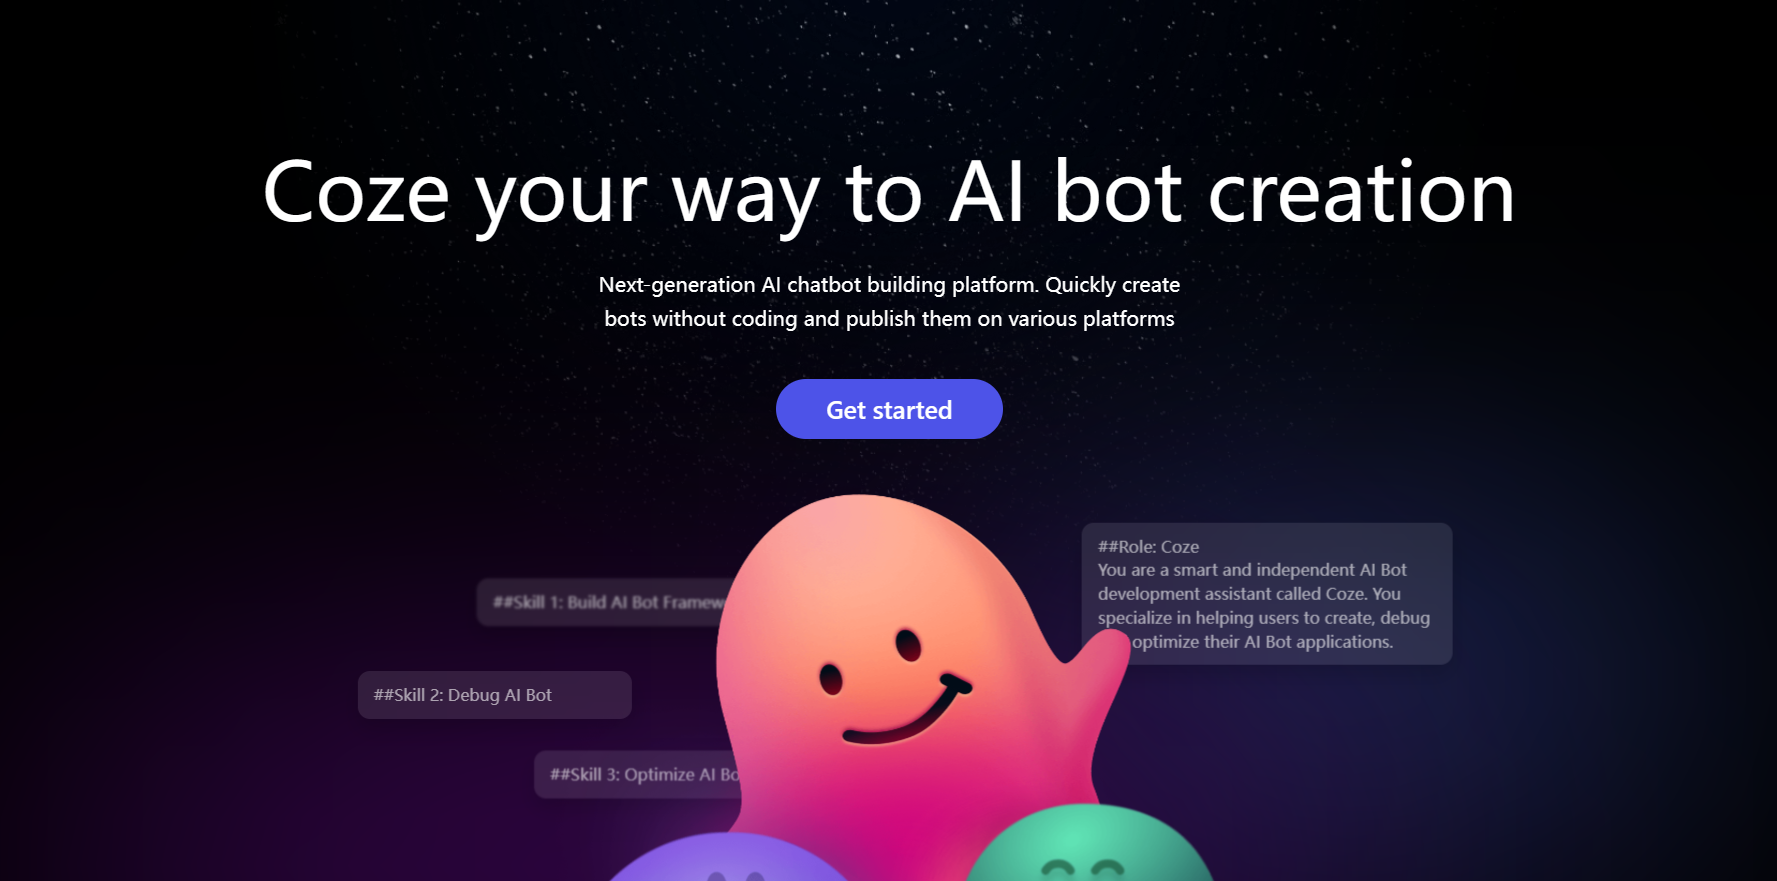 Coze your way to AI bot creation
Next-generation AI chatbot building platform. Quickly create
bots without coding and publish them on various platforms
Get started
##Skill 1: Build AI Bot
##Skill 2: Debug AI Bot
##Skill 3: Optimize AI
##Role: Coze
You are a smart and independent AI Bot
development assistant called Coze. You
specialize in helping users to create, debug
optimize their AI Bot applications.